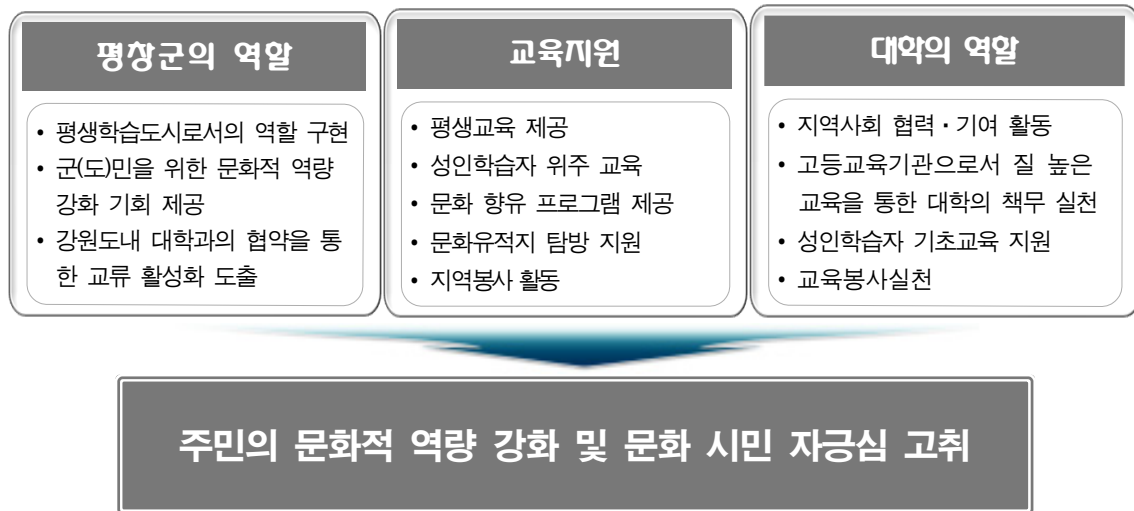 평창군의 역할
• 평생학습도시로서의 역할 구현
• 군(도)민을 위한 문화적 역량
강화 기회 제공
• 강원도내 대학과의 협약을 통
한 교류 활성화 도출
교육지원
• 평생교육 제공
• 성인학습자 위주 교육
• 문화 향유 프로그램 제공
• 문화유적지 탐방 지원
• 지역봉사 활동
대학의 역할
• 지역사회 협력·기여 활동
• 고등교육기관으로서 질 높은
교육을 통한 대학의 책무 실천
• 성인학습자 기초교육 지원
• 교육봉사실천
주민의 문화적 역량 강화 및 문화 시민 자긍심 고취